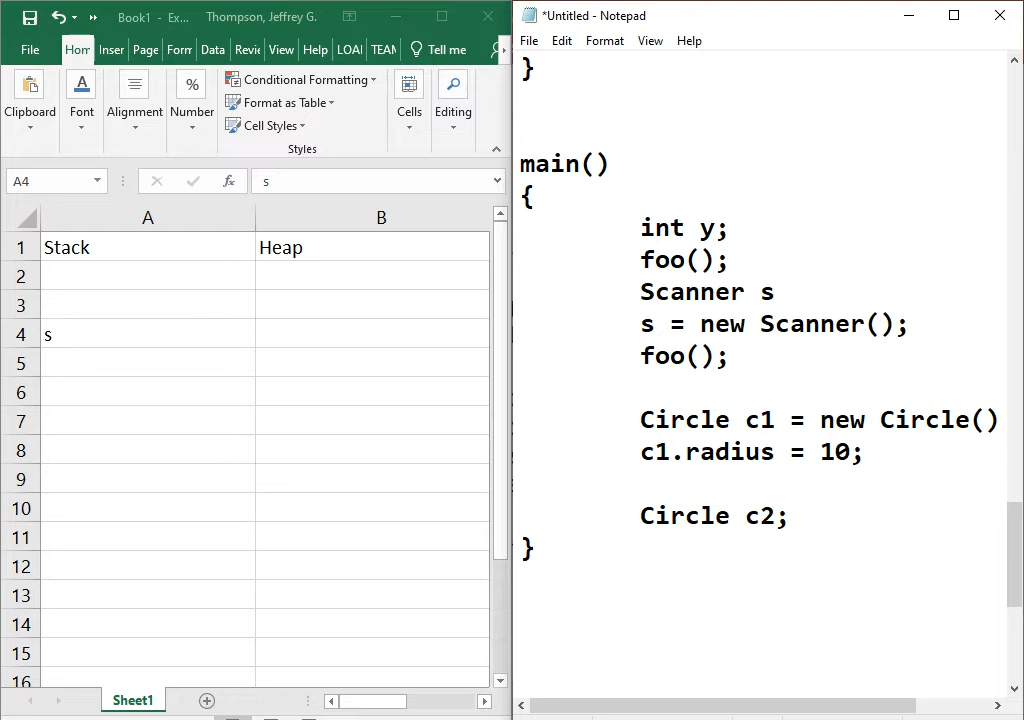 Book1 - Ex... Thompson, Jeffrey G.
File Hor Inser Page Forr Data Revie View Help LOAI TEAN Tell me
Clipboard Font Alignment Number Cells Editing
%
Conditional Formatting
Format as Table
Cell Styles
Styles
A4 fx s
A B
1 Stack Heap
2
3
4 s
5
6
7
8
9
10
11
12
13
14
15
16
Sheet1
*Untitled - Notepad
File Edit Format View Help
}
main()
{
int y;
foo();
Scanner s
s = new Scanner();
foo();
Circle c1 = new Circle()
c1.radius = 10;
Circle c2;
}